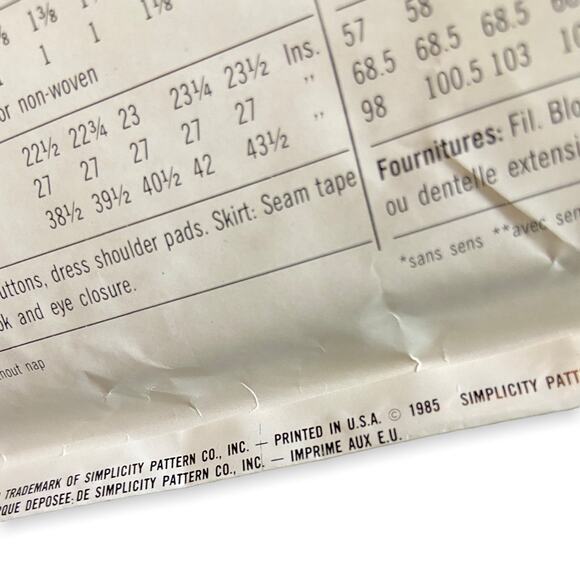 1⅜ 1⅛
1 1 1
or non-woven
22½ 22¾ 23 23¼ 23½ Ins.
27 27 27 27 27 "
38½ 39½ 40½ 42 43½ "
uttons, dress shoulder pads. Skirt: Seam tape
ok and eye closure.
hout nap
57 58
68.5 68.5 68.5
98 100.5 103
Fournitures: Fil. Blo
ou dentelle extensi
*sans sens **avec sen
TRADEMARK OF SIMPLICITY PATTERN CO., INC. — PRINTED IN U.S.A. © 1985 SIMPLICITY PATT
QUE DEPOSEE: DE SIMPLICITY PATTERN CO., INC. — IMPRIME AUX E.U.